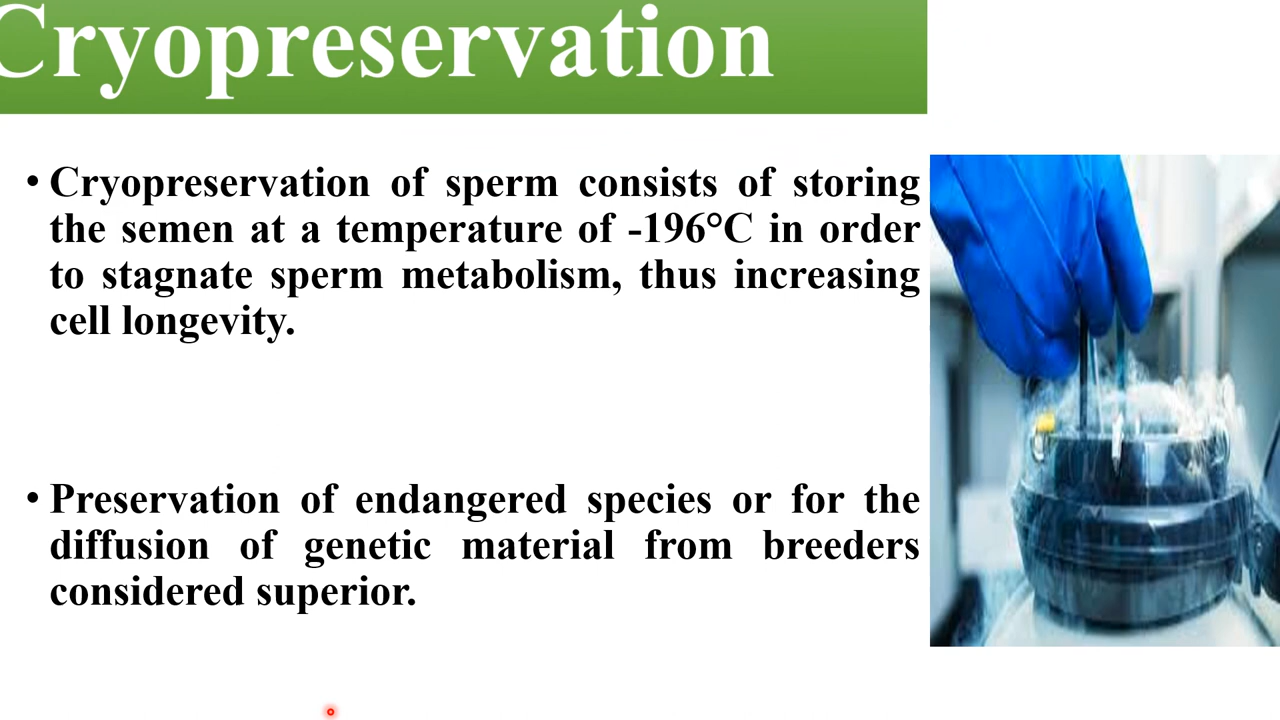 Cryopreservation
• Cryopreservation of sperm consists of storing
the semen at a temperature of -196°C in order
to stagnate sperm metabolism, thus increasing
cell longevity.
• Preservation of endangered species or for the
diffusion of genetic material from breeders
considered superior.